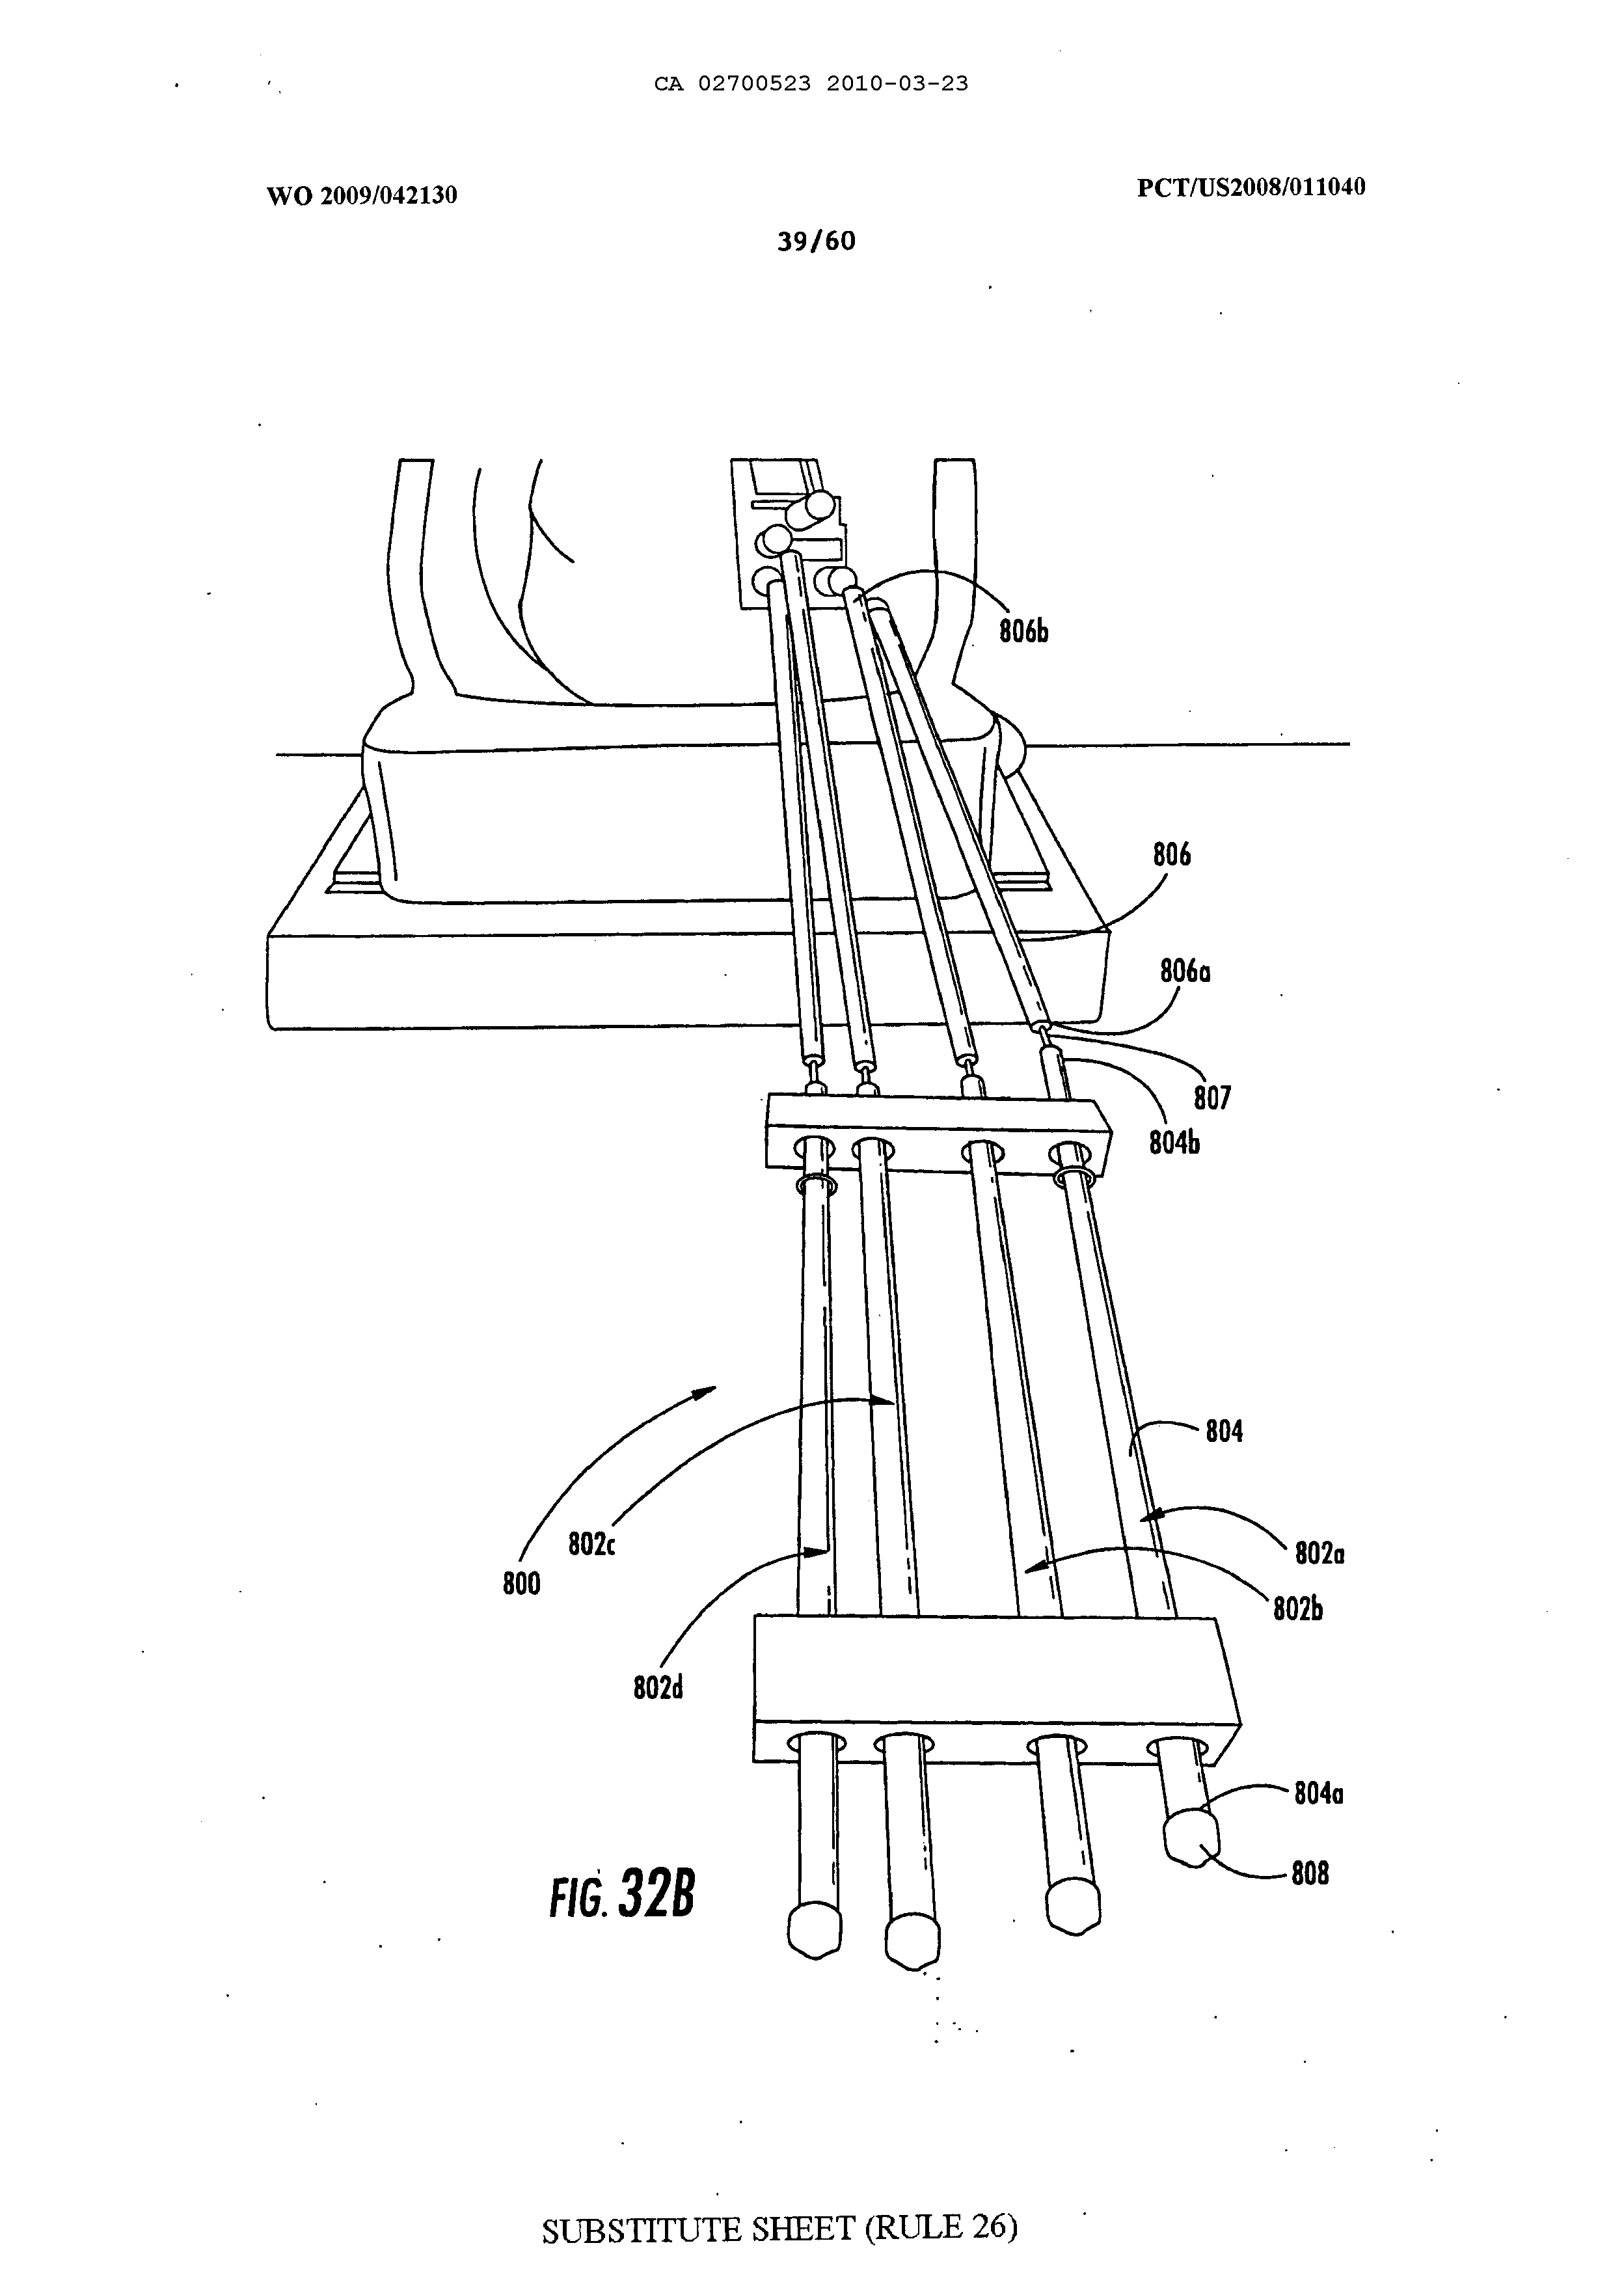 CA 02700523 2010-03-23
WO 2009/042130
PCT/US2008/011040
39/60
806b
806
806a
807
804b
804
802c
802a
800
802b
802d
804a
808
FIG. 32B
SUBSTITUTE SHEET (RULE 26)